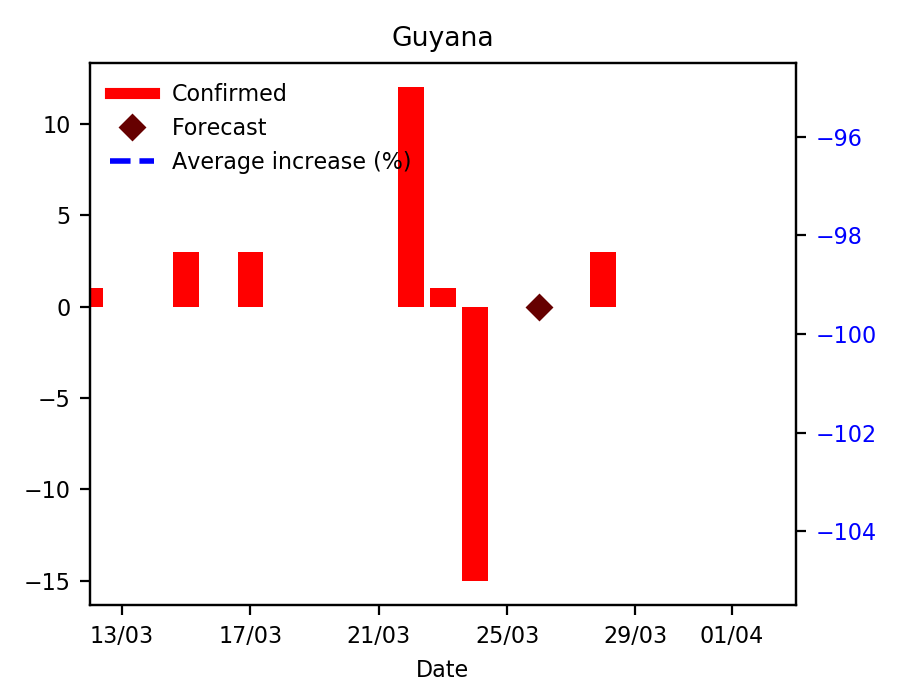 Guyana
Confirmed
Forecast
Average increase (%)
10
5
0
−5
−10
−15
−96
−98
−100
−102
−104
13/03 17/03 21/03 25/03 29/03 01/04
Date